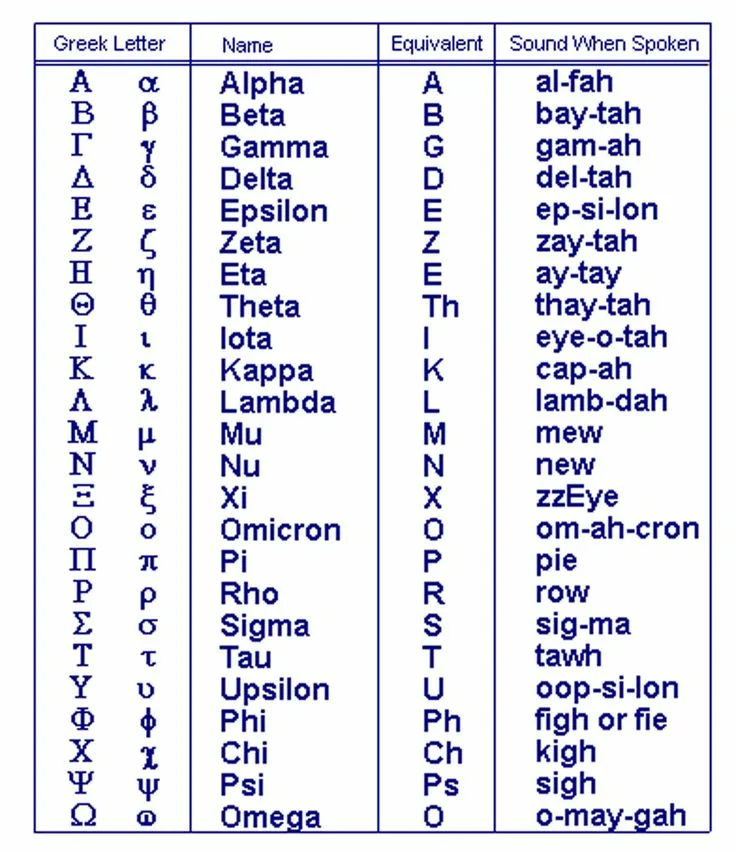 Greek Letter Name Equivalent Sound When Spoken
Α α Alpha A al-fah
Β β Beta B bay-tah
Γ γ Gamma G gam-ah
Δ δ Delta D del-tah
Ε ε Epsilon E ep-si-lon
Ζ ζ Zeta Z zay-tah
Η η Eta E ay-tay
Θ θ Theta Th thay-tah
Ι ι Iota I eye-o-tah
Κ κ Kappa K cap-ah
Λ λ Lambda L lamb-dah
Μ μ Mu M mew
Ν ν Nu N new
Ξ ξ Xi X zzEye
Ο ο Omicron O om-ah-cron
Π π Pi P pie
Ρ ρ Rho R row
Σ σ Sigma S sig-ma
Τ τ Tau T tawh
Υ υ Upsilon U oop-si-lon
Φ ϕ Phi Ph figh or fie
Χ χ Chi Ch kigh
Ψ ψ Psi Ps sigh
Ω ω Omega O o-may-gah